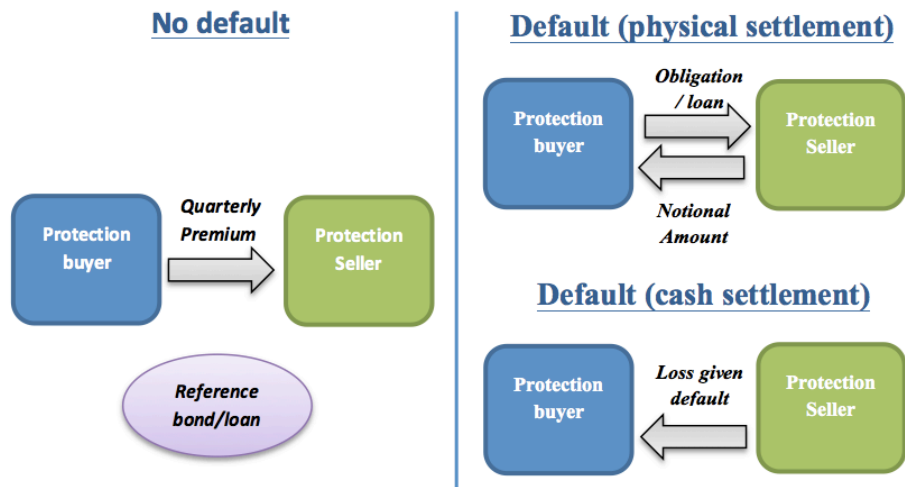 No default
Protection
buyer
Quarterly
Premium
Protection
Seller
Reference
bond/loan
Default (physical settlement)
Protection
buyer
Obligation
/ loan
Notional
Amount
Protection
Seller
Default (cash settlement)
Protection
buyer
Loss given
default
Protection
Seller